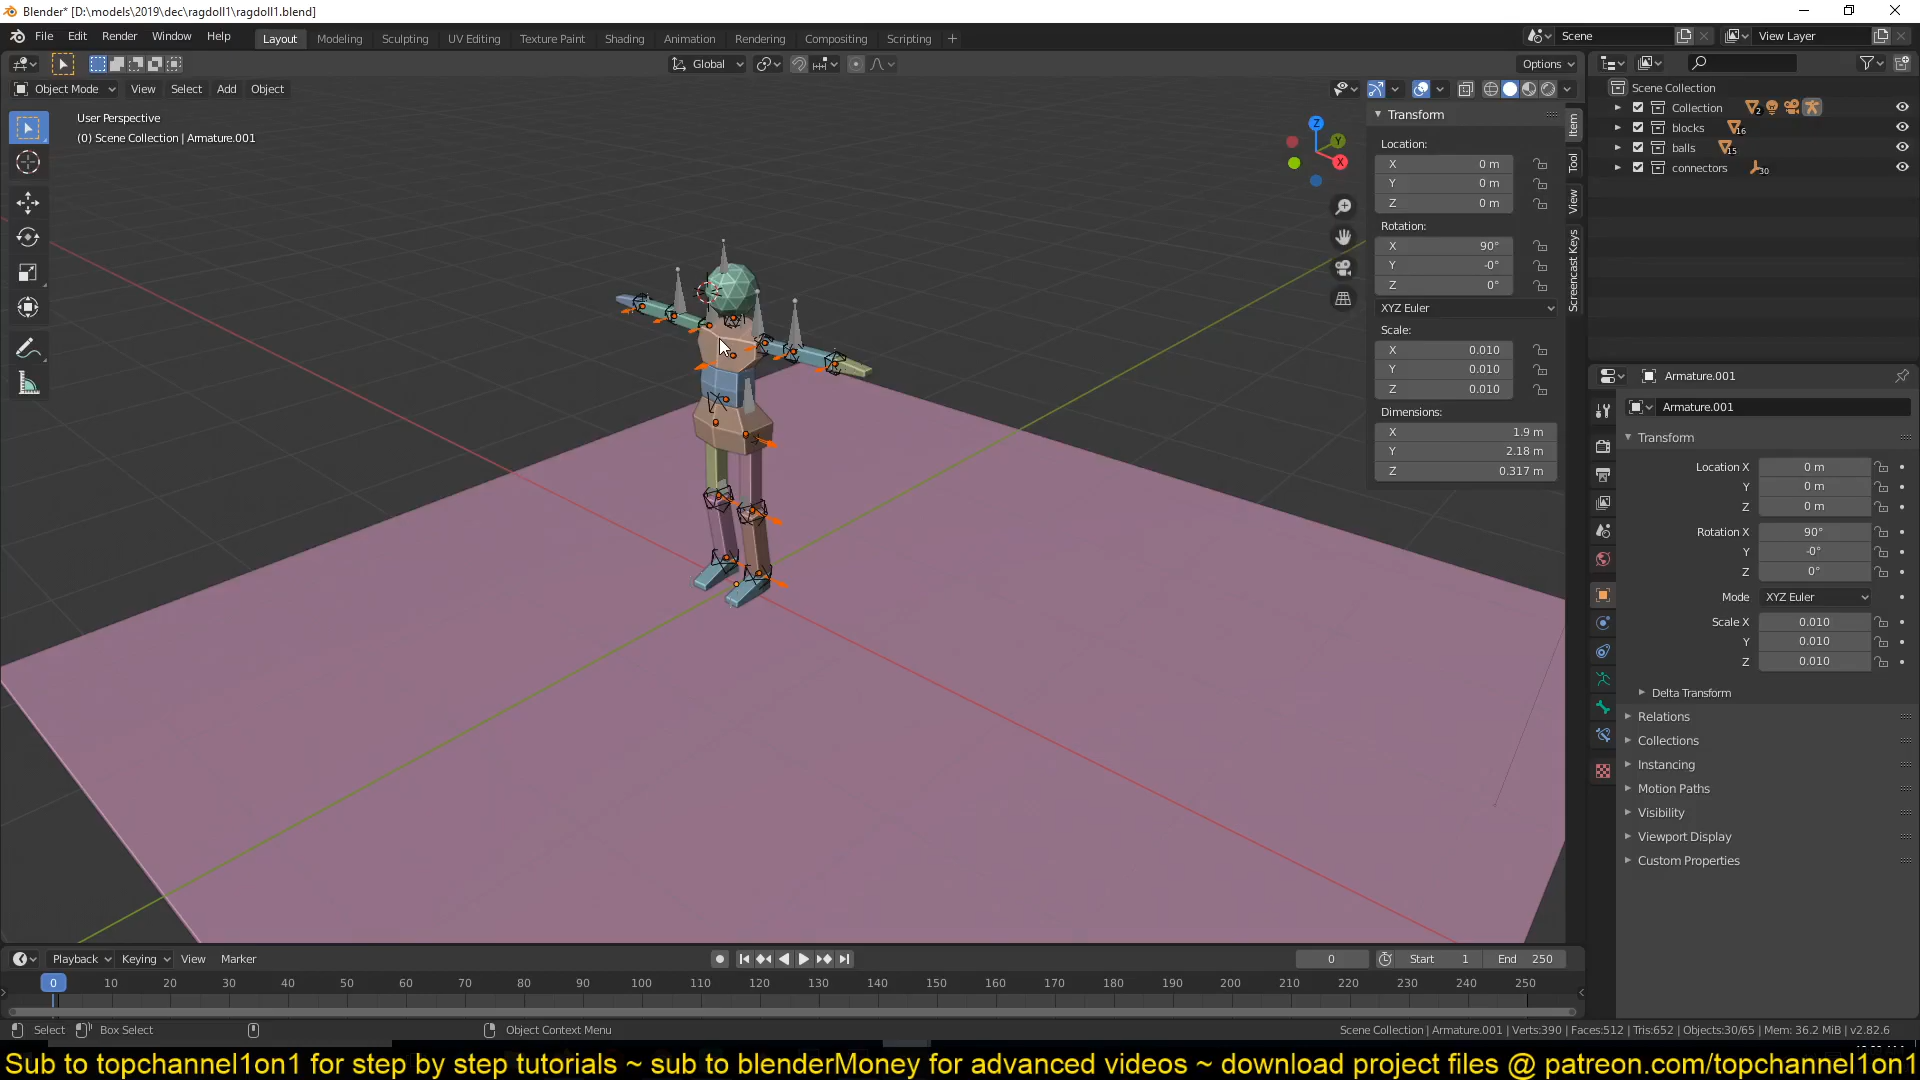 Blender* [D:\models\2019\dec\ragdoll1\ragdoll1.blend]
File Edit Render Window Help Layout Modeling Sculpting UV Editing Texture Paint Shading Animation Rendering Compositing Scripting + Scene View Layer
Global Options
Object Mode View Select Add Object
User Perspective
(0) Scene Collection | Armature.001
Z
Y
X
Transform
Location:
X 0 m
Y 0 m
Z 0 m
Rotation:
X 90°
Y -0°
Z 0°
XYZ Euler
Scale:
X 0.010
Y 0.010
Z 0.010
Dimensions:
X 1.9 m
Y 2.18 m
Z 0.317 m
Item
Tool
View
Screencast Keys
Scene Collection
Collection 2
blocks 16
balls 15
connectors 30
Armature.001
Armature.001
Transform
Location X 0 m
Y 0 m
Z 0 m
Rotation X 90°
Y -0°
Z 0°
Mode XYZ Euler
Scale X 0.010
Y 0.010
Z 0.010
Delta Transform
Relations
Collections
Instancing
Motion Paths
Visibility
Viewport Display
Custom Properties
Playback Keying View Marker 0 Start 1 End 250
0 10 20 30 40 50 60 70 80 90 100 110 120 130 140 150 160 170 180 190 200 210 220 230 240 250
Select Box Select Object Context Menu Scene Collection | Armature.001 | Verts:390 | Faces:512 | Tris:652 | Objects:30/65 | Mem: 36.2 MiB | v2.82.6
Sub to topchannel1on1 for step by step tutorials ~ sub to blenderMoney for advanced videos ~ download project files @ patreon.com/topchannel1on1